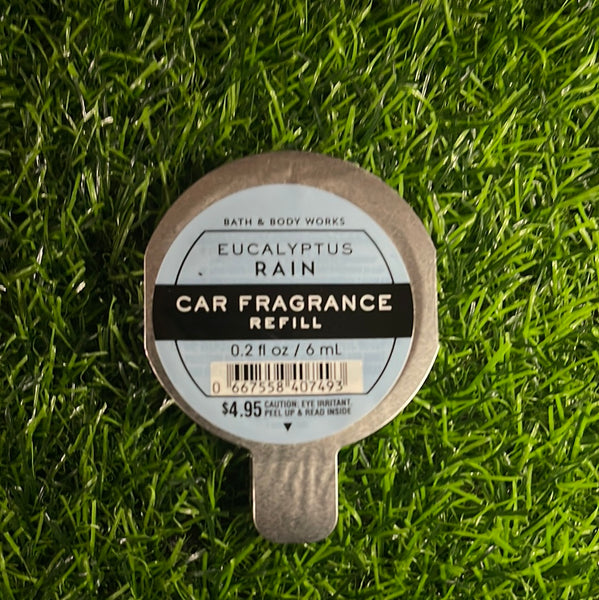 BATH & BODY WORKS
EUCALYPTUS
RAIN
CAR FRAGRANCE
REFILL
0.2 fl oz / 6 mL
0 667558 407493
$4.95 CAUTION: EYE IRRITANT.
PEEL UP & READ INSIDE